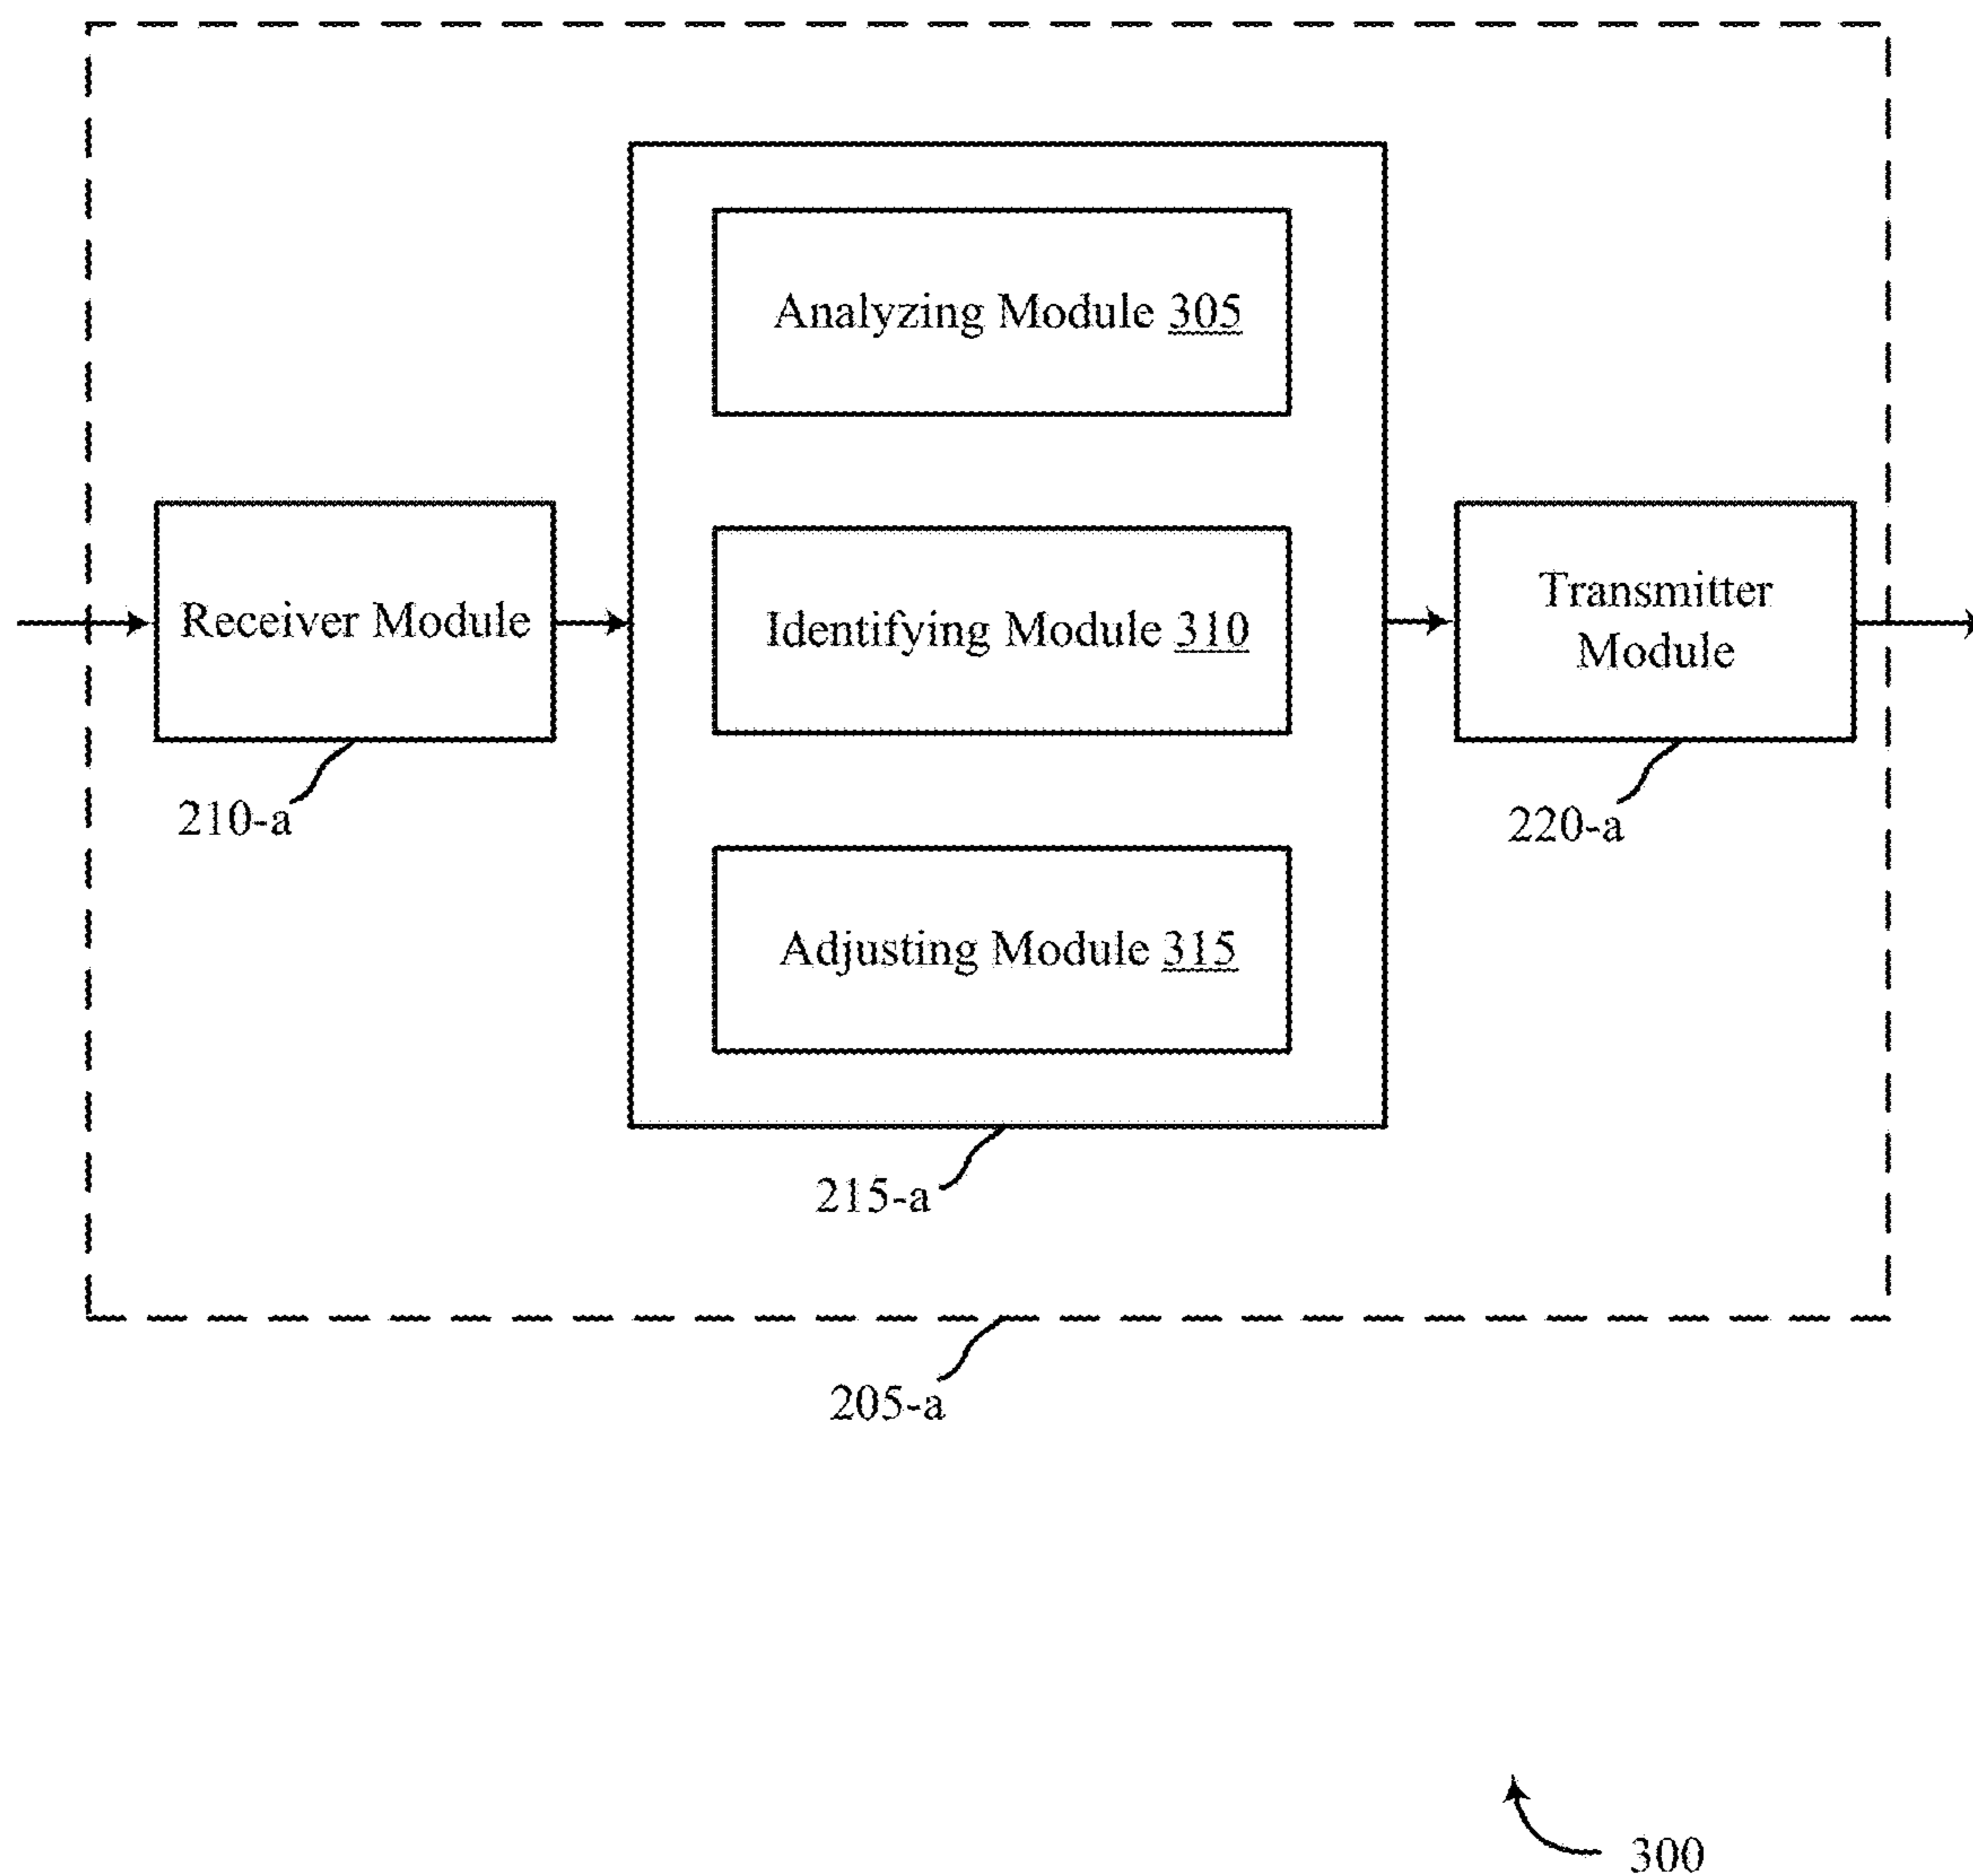 Analyzing Module 305
Receiver Module
Identifying Module 310
Transmitter
Module
210-a
220-a
Adjusting Module 315
215-a
205-a
300